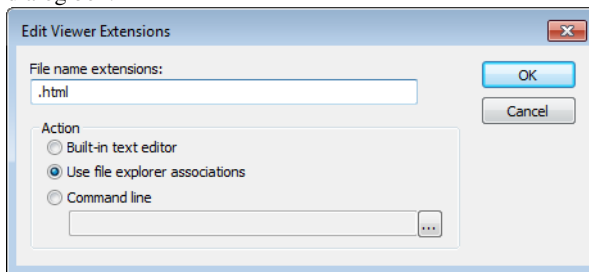 Edit Viewer Extensions
File name extensions:
.html
OK
Cancel
Action
Built-in text editor
Use file explorer associations
Command line
...